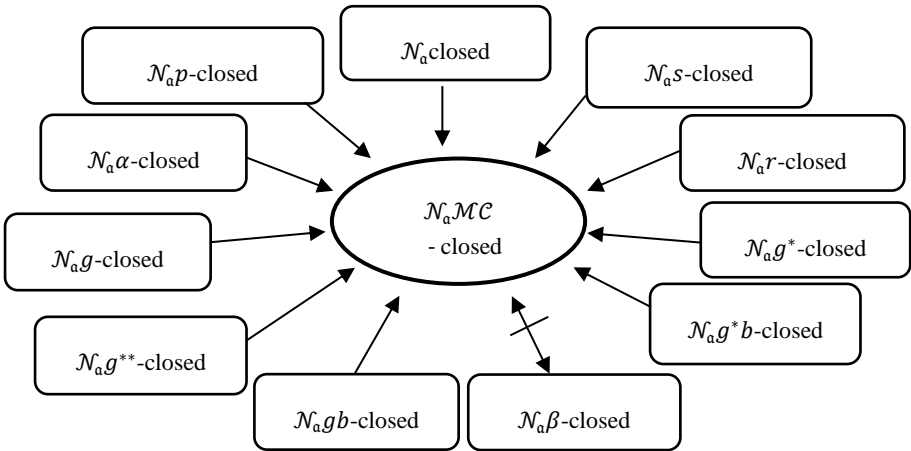 𝒩ₐclosed
𝒩ₐ𝑝-closed
𝒩ₐ𝑠-closed
𝒩ₐ𝛼-closed
𝒩ₐ𝑟-closed
𝒩ₐℳ𝒞
- closed
𝒩ₐ𝑔-closed
𝒩ₐ𝑔*-closed
𝒩ₐ𝑔*𝑏-closed
𝒩ₐ𝑔**-closed
𝒩ₐ𝑔𝑏-closed
𝒩ₐ𝛽-closed